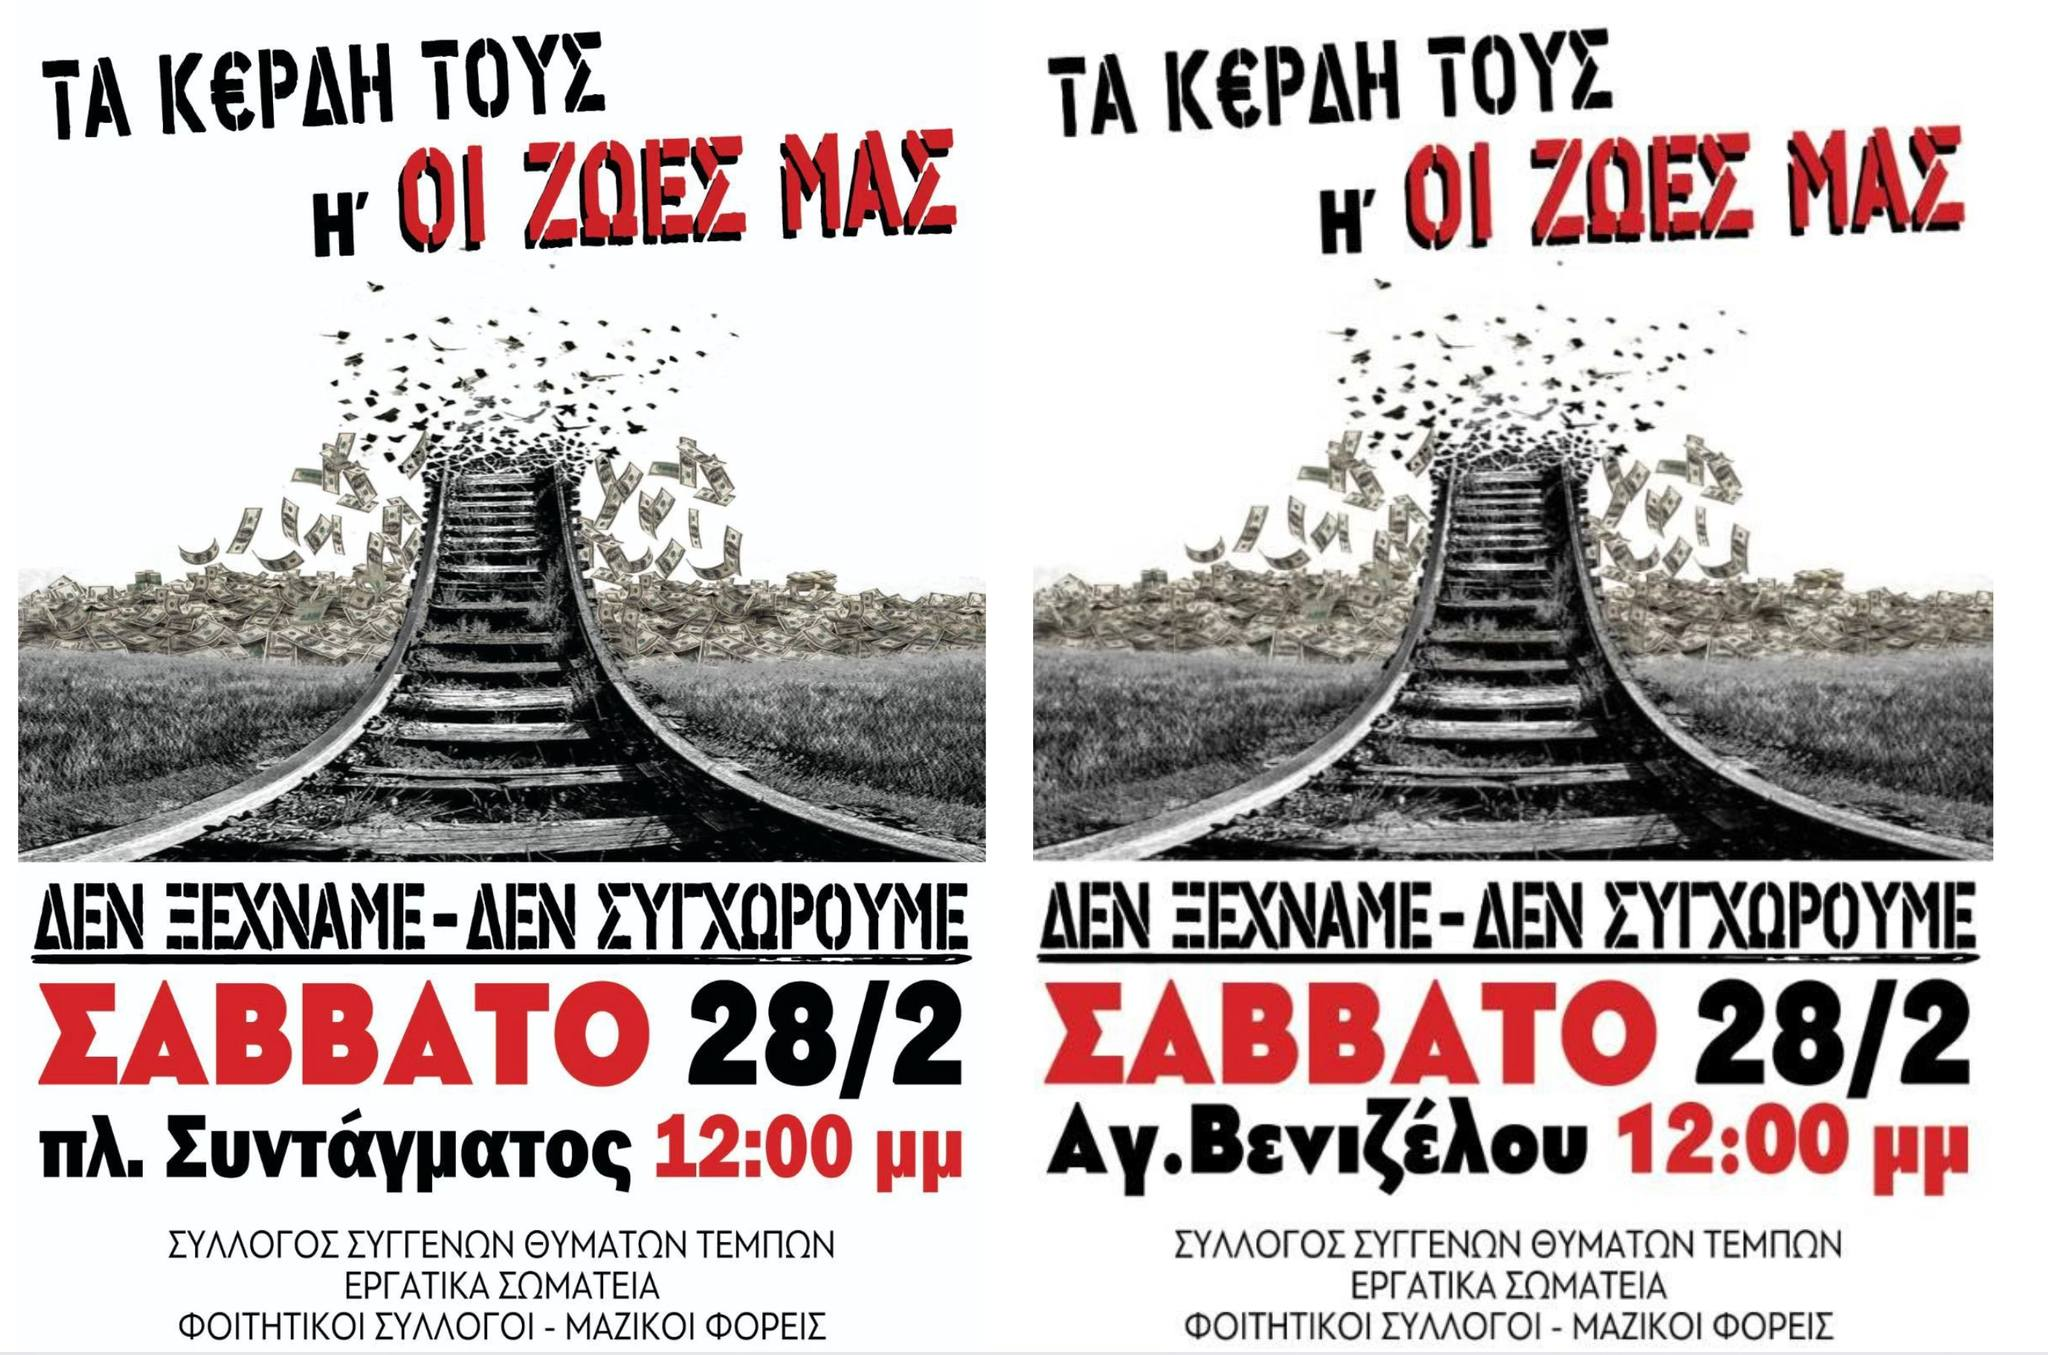 ΤΑ Κ€ΡΔΗ ΤΟΥΣ
Η΄ ΟΙ ΖΩΕΣ ΜΑΣ
ΔΕΝ ΞΕΧΝΑΜΕ-ΔΕΝ ΣΥΓΧΩΡΟΥΜΕ
ΣΑΒΒΑΤΟ 28/2
πλ. Συντάγματος 12:00 μμ
ΣΥΛΛΟΓΟΣ ΣΥΓΓΕΝΩΝ ΘΥΜΑΤΩΝ ΤΕΜΠΩΝ
ΕΡΓΑΤΙΚΑ ΣΩΜΑΤΕΙΑ
ΦΟΙΤΗΤΙΚΟΙ ΣΥΛΛΟΓΟΙ - ΜΑΖΙΚΟΙ ΦΟΡΕΙΣ
ΤΑ Κ€ΡΔΗ ΤΟΥΣ
Η΄ ΟΙ ΖΩΕΣ ΜΑΣ
ΔΕΝ ΞΕΧΝΑΜΕ-ΔΕΝ ΣΥΓΧΩΡΟΥΜΕ
ΣΑΒΒΑΤΟ 28/2
Αγ.Βενιζέλου 12:00 μμ
ΣΥΛΛΟΓΟΣ ΣΥΓΓΕΝΩΝ ΘΥΜΑΤΩΝ ΤΕΜΠΩΝ
ΕΡΓΑΤΙΚΑ ΣΩΜΑΤΕΙΑ
ΦΟΙΤΗΤΙΚΟΙ ΣΥΛΛΟΓΟΙ - ΜΑΖΙΚΟΙ ΦΟΡΕΙΣ